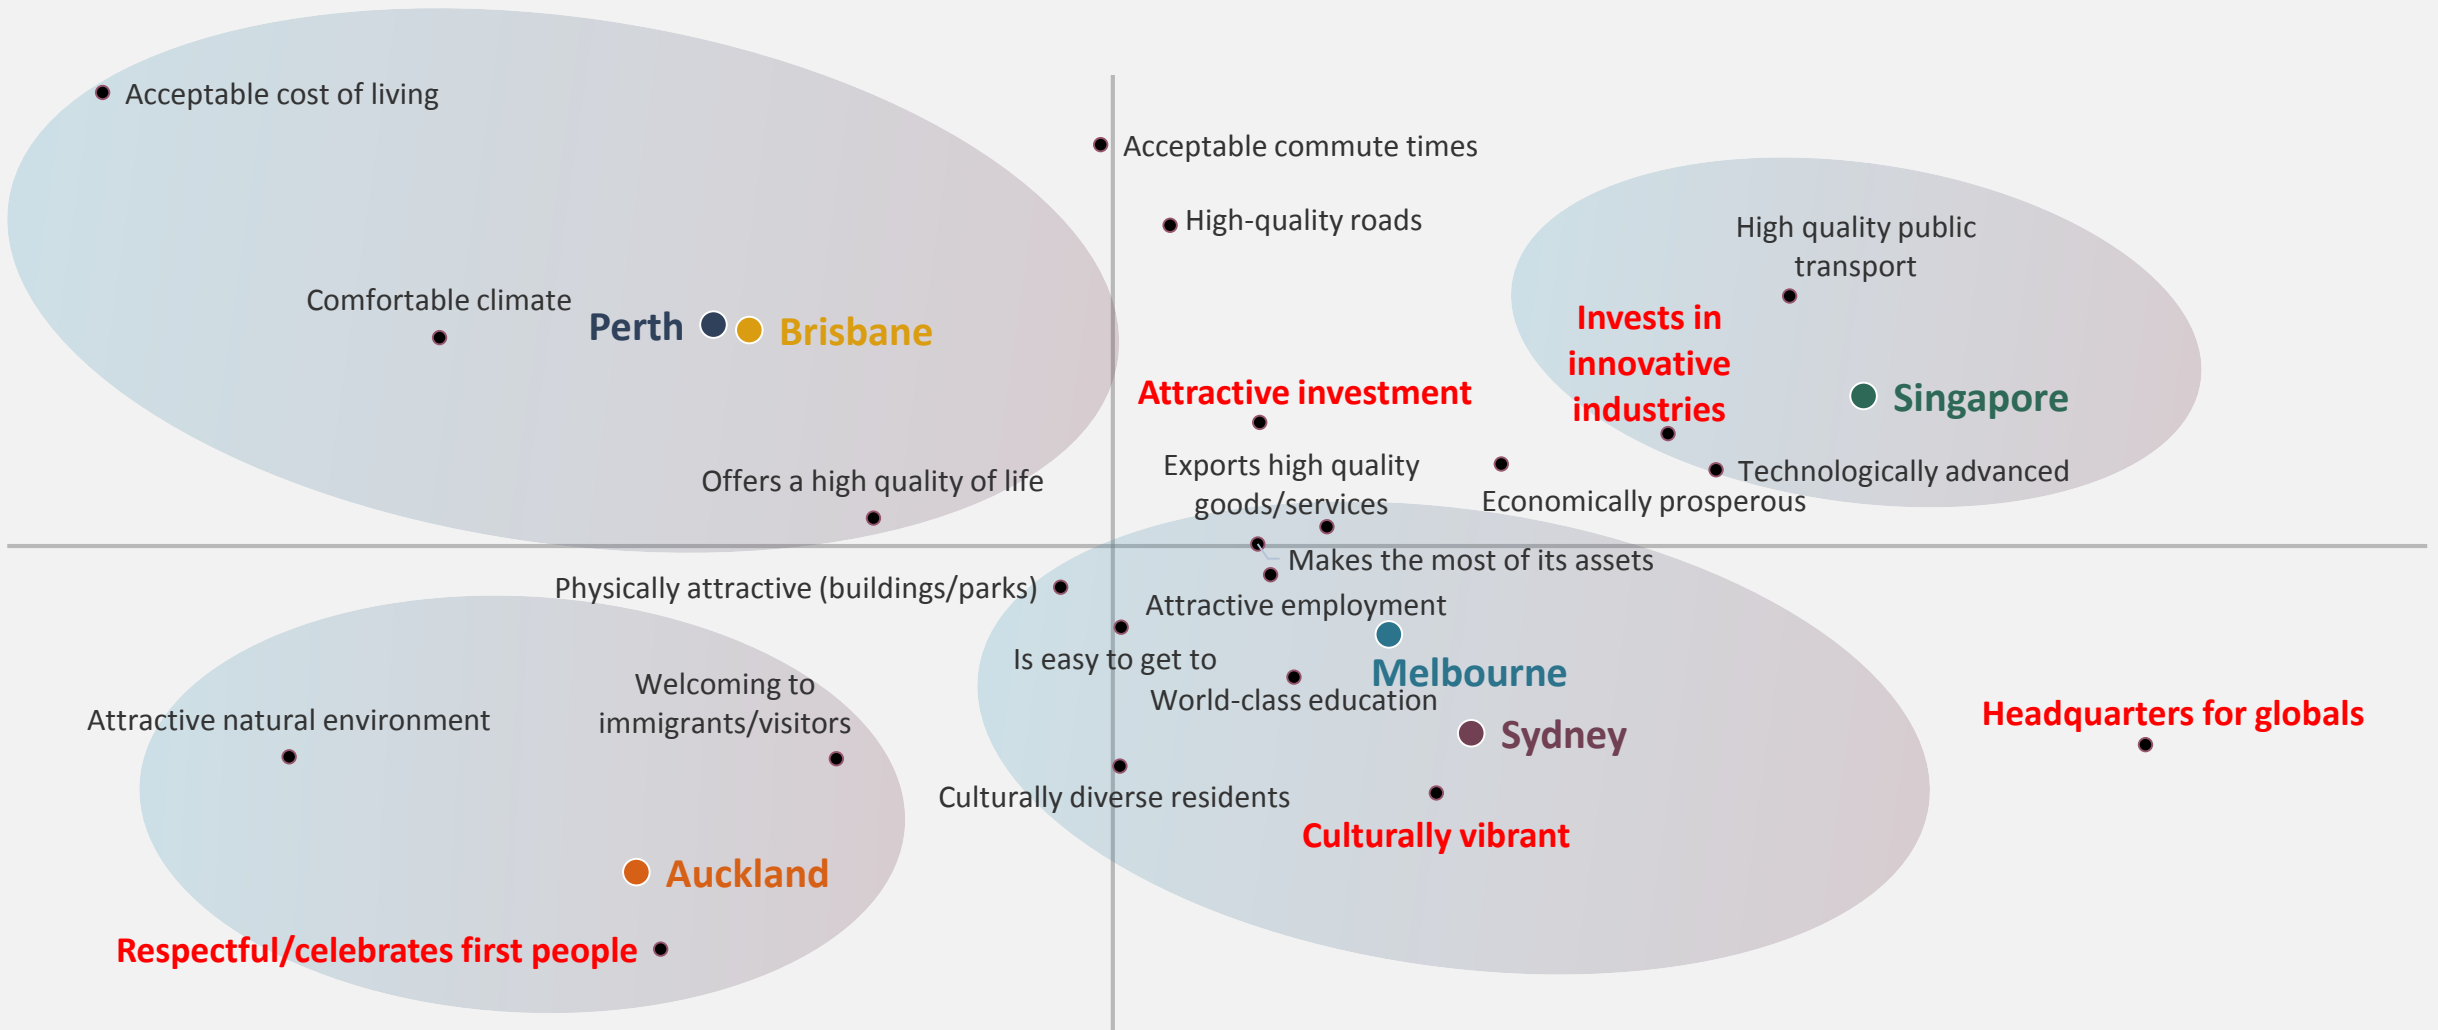 Acceptable cost of living
Acceptable commute times
High-quality roads
High quality public
transport
Comfortable climate
Perth
Brisbane
Invests in
innovative
industries
Attractive investment
Singapore
Offers a high quality of life
Exports high quality
goods/services
Technologically advanced
Economically prosperous
Makes the most of its assets
Physically attractive (buildings/parks)
Attractive employment
Is easy to get to
Melbourne
World-class education
Welcoming to
immigrants/visitors
Attractive natural environment
Sydney
Headquarters for globals
Culturally diverse residents
Culturally vibrant
Auckland
Respectful/celebrates first people